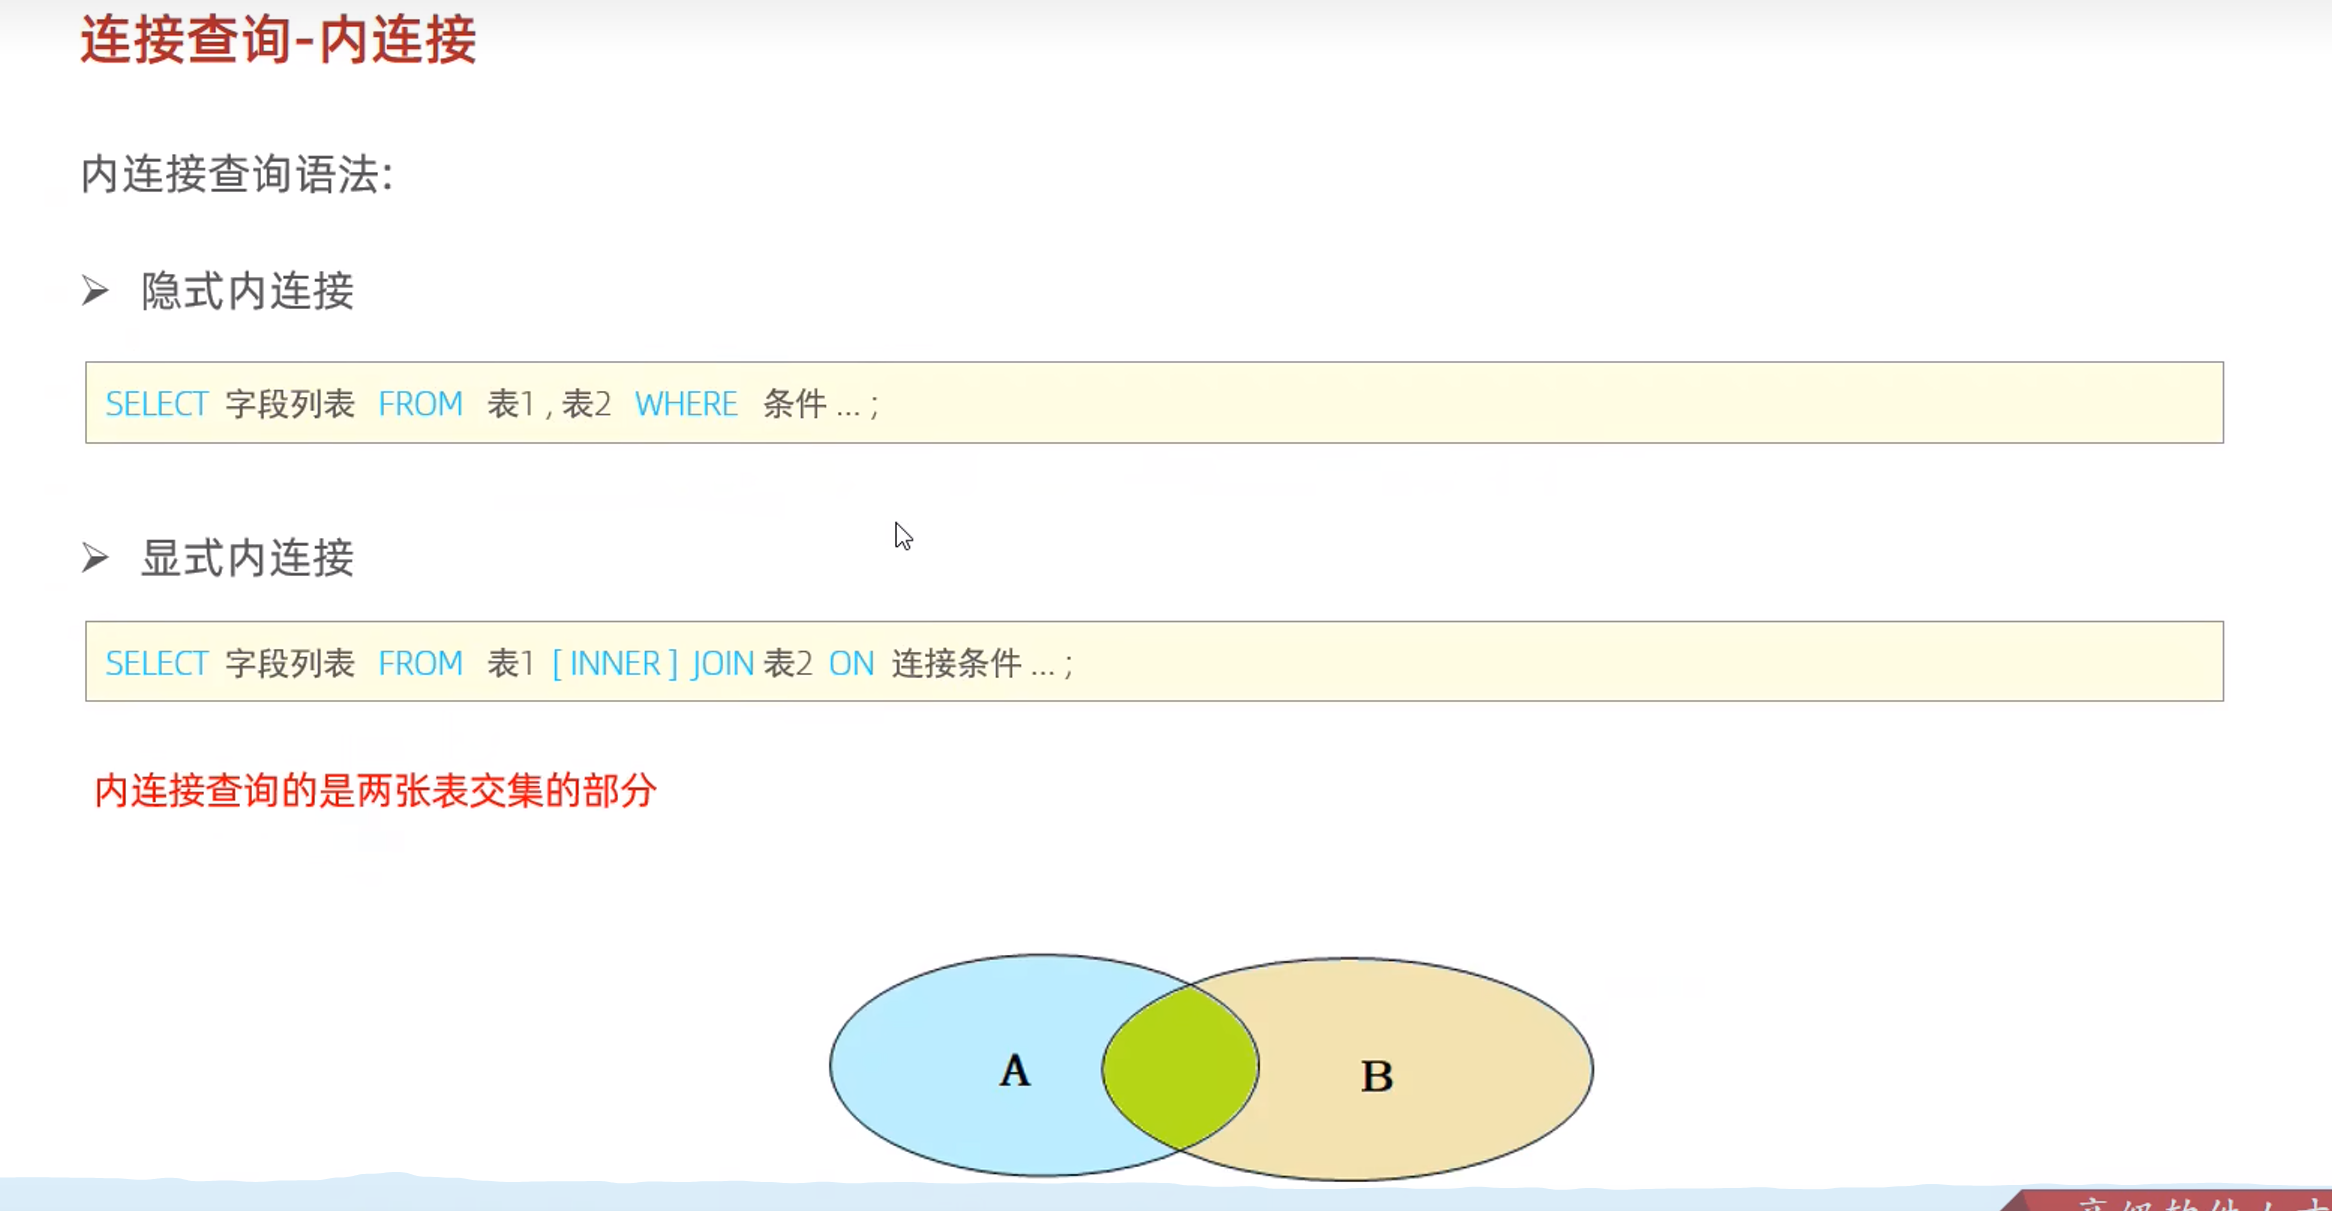 连接查询-内连接
内连接查询语法:
隐式内连接
SELECT 字段列表 FROM 表1 , 表2 WHERE 条件 ... ;
显式内连接
SELECT 字段列表 FROM 表1 [ INNER ] JOIN 表2 ON 连接条件 ... ;
内连接查询的是两张表交集的部分
A B